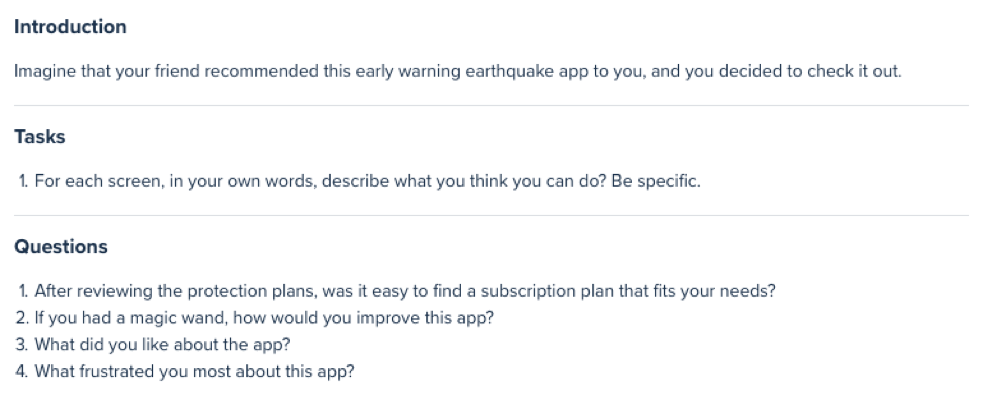 Introduction
Imagine that your friend recommended this early warning earthquake app to you, and you decided to check it out.
Tasks
1. For each screen, in your own words, describe what you think you can do? Be specific.
Questions
1. After reviewing the protection plans, was it easy to find a subscription plan that fits your needs?
2. If you had a magic wand, how would you improve this app?
3. What did you like about the app?
4. What frustrated you most about this app?